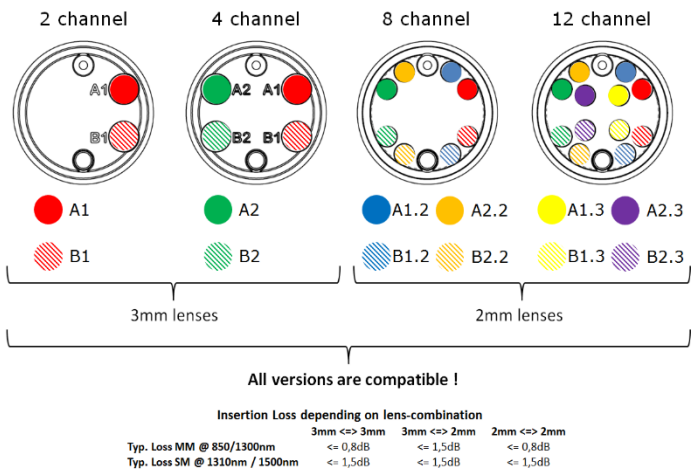 2 channel 4 channel 8 channel 12 channel
A1 A2 A1
B1 B2 B1
A1 A2 A1.2 A2.2 A1.3 A2.3
B1 B2 B1.2 B2.2 B1.3 B2.3
3mm lenses 2mm lenses
All versions are compatible !
Insertion Loss depending on lens-combination
3mm <=> 3mm 3mm <=> 2mm 2mm <=> 2mm
Typ. Loss MM @ 850/1300nm <= 0,8dB <= 1,5dB <= 0,8dB
Typ. Loss SM @ 1310nm / 1500nm <= 1,5dB <= 1,5dB <= 1,5dB